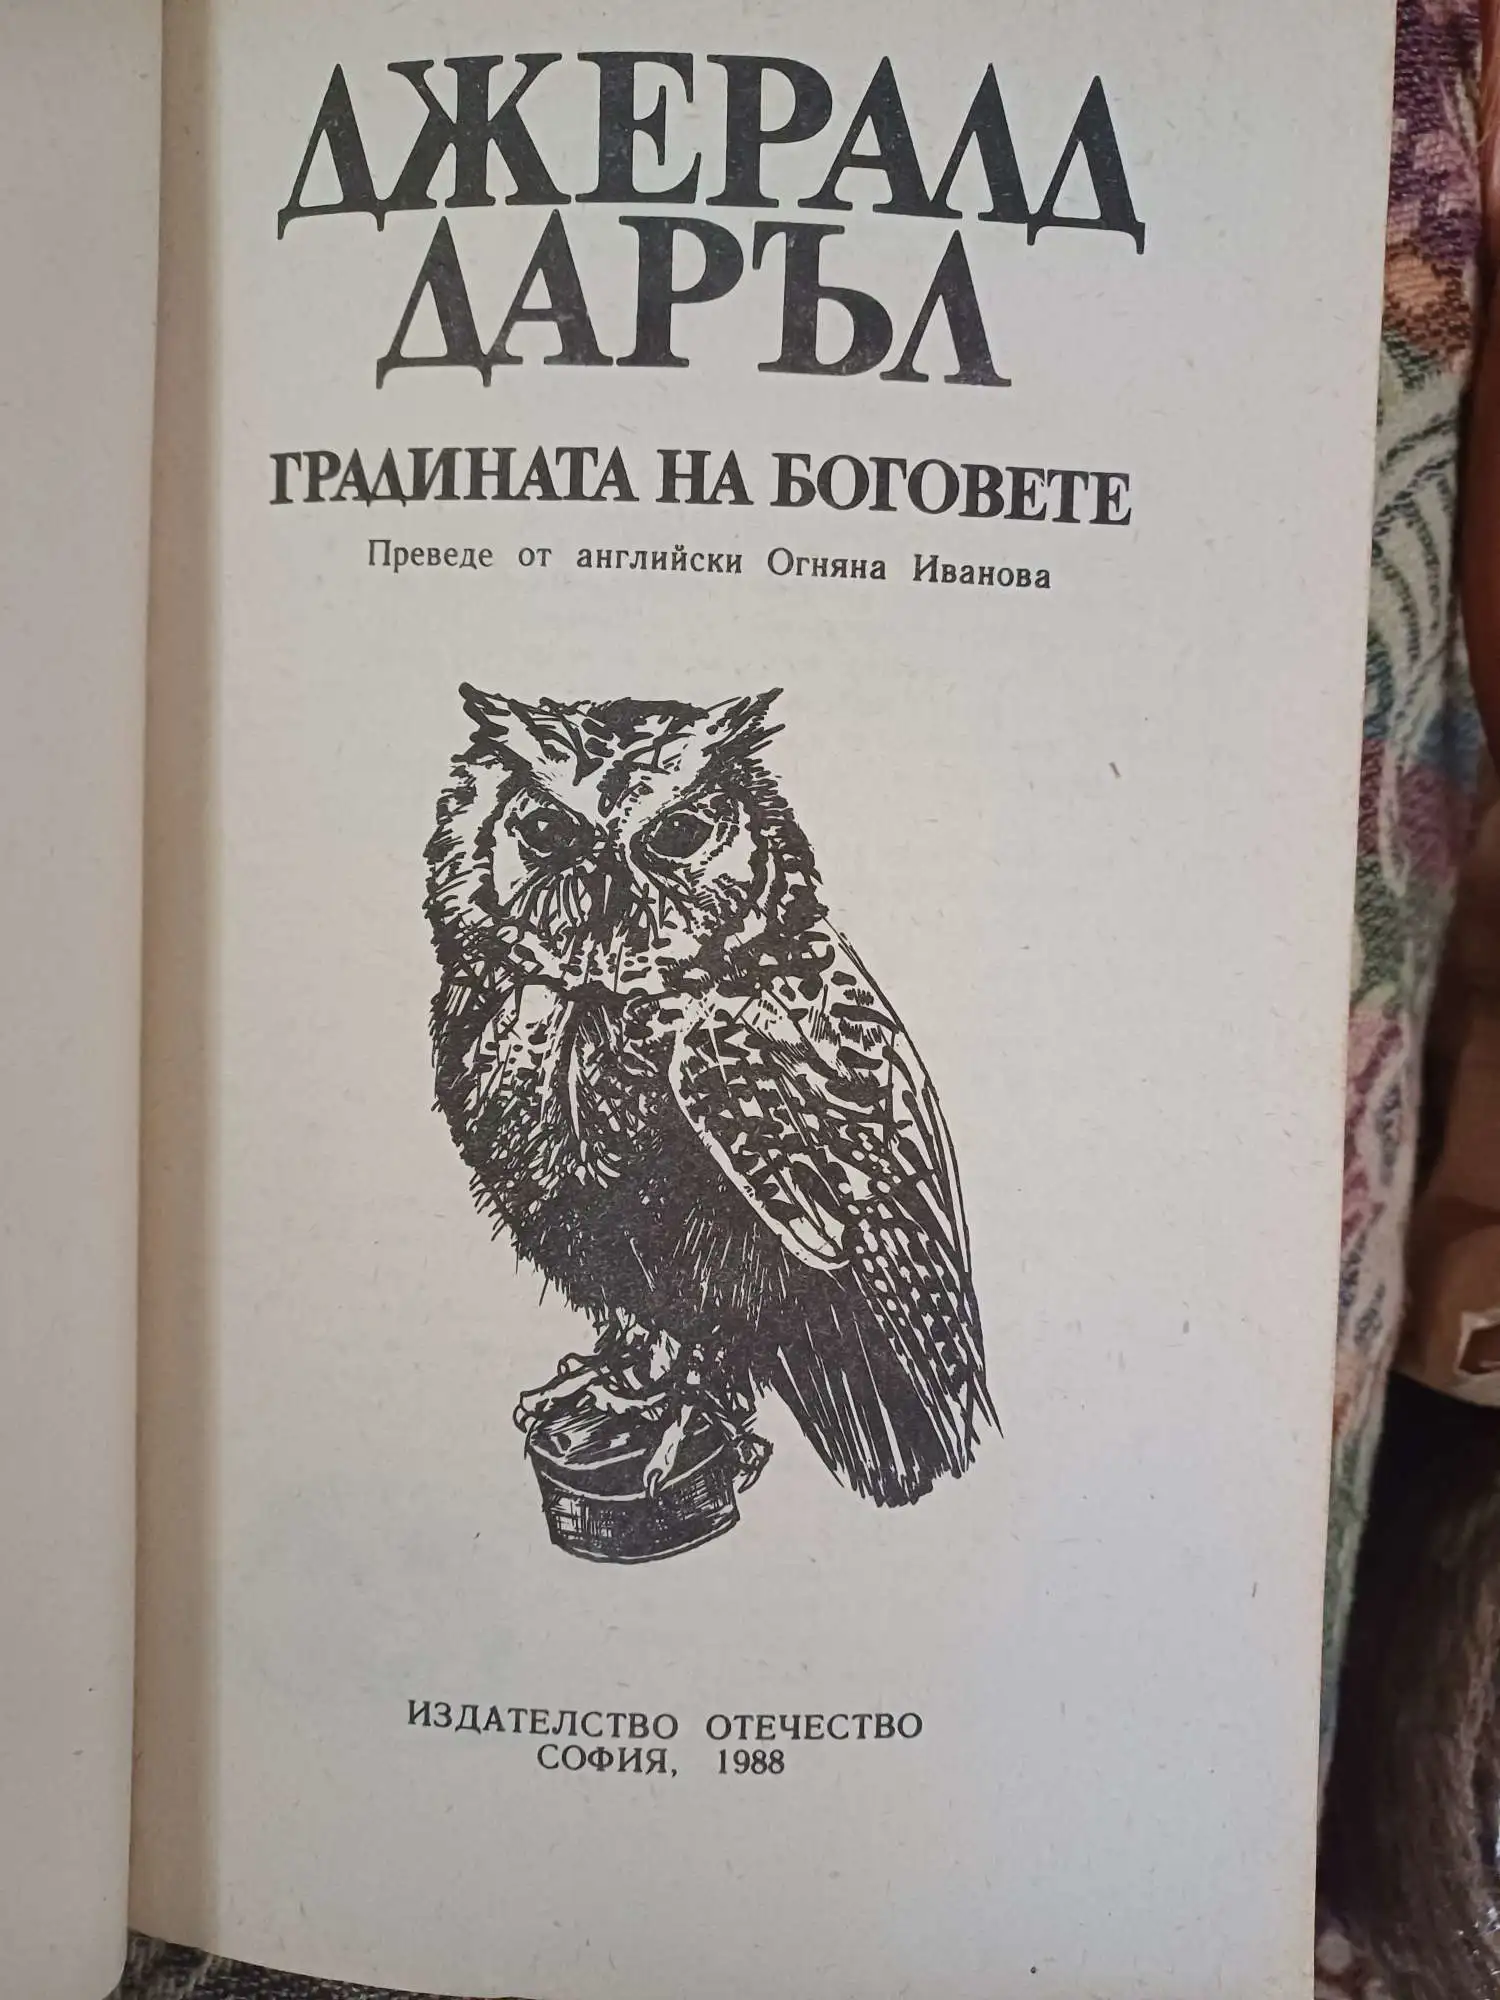 ДЖЕРАЛД
ДАРЪЛ
ГРАДИНАТА НА БОГОВЕТЕ
Преведе от английски Огняна Иванова
ИЗДАТЕЛСТВО ОТЕЧЕСТВО
СОФИЯ, 1988